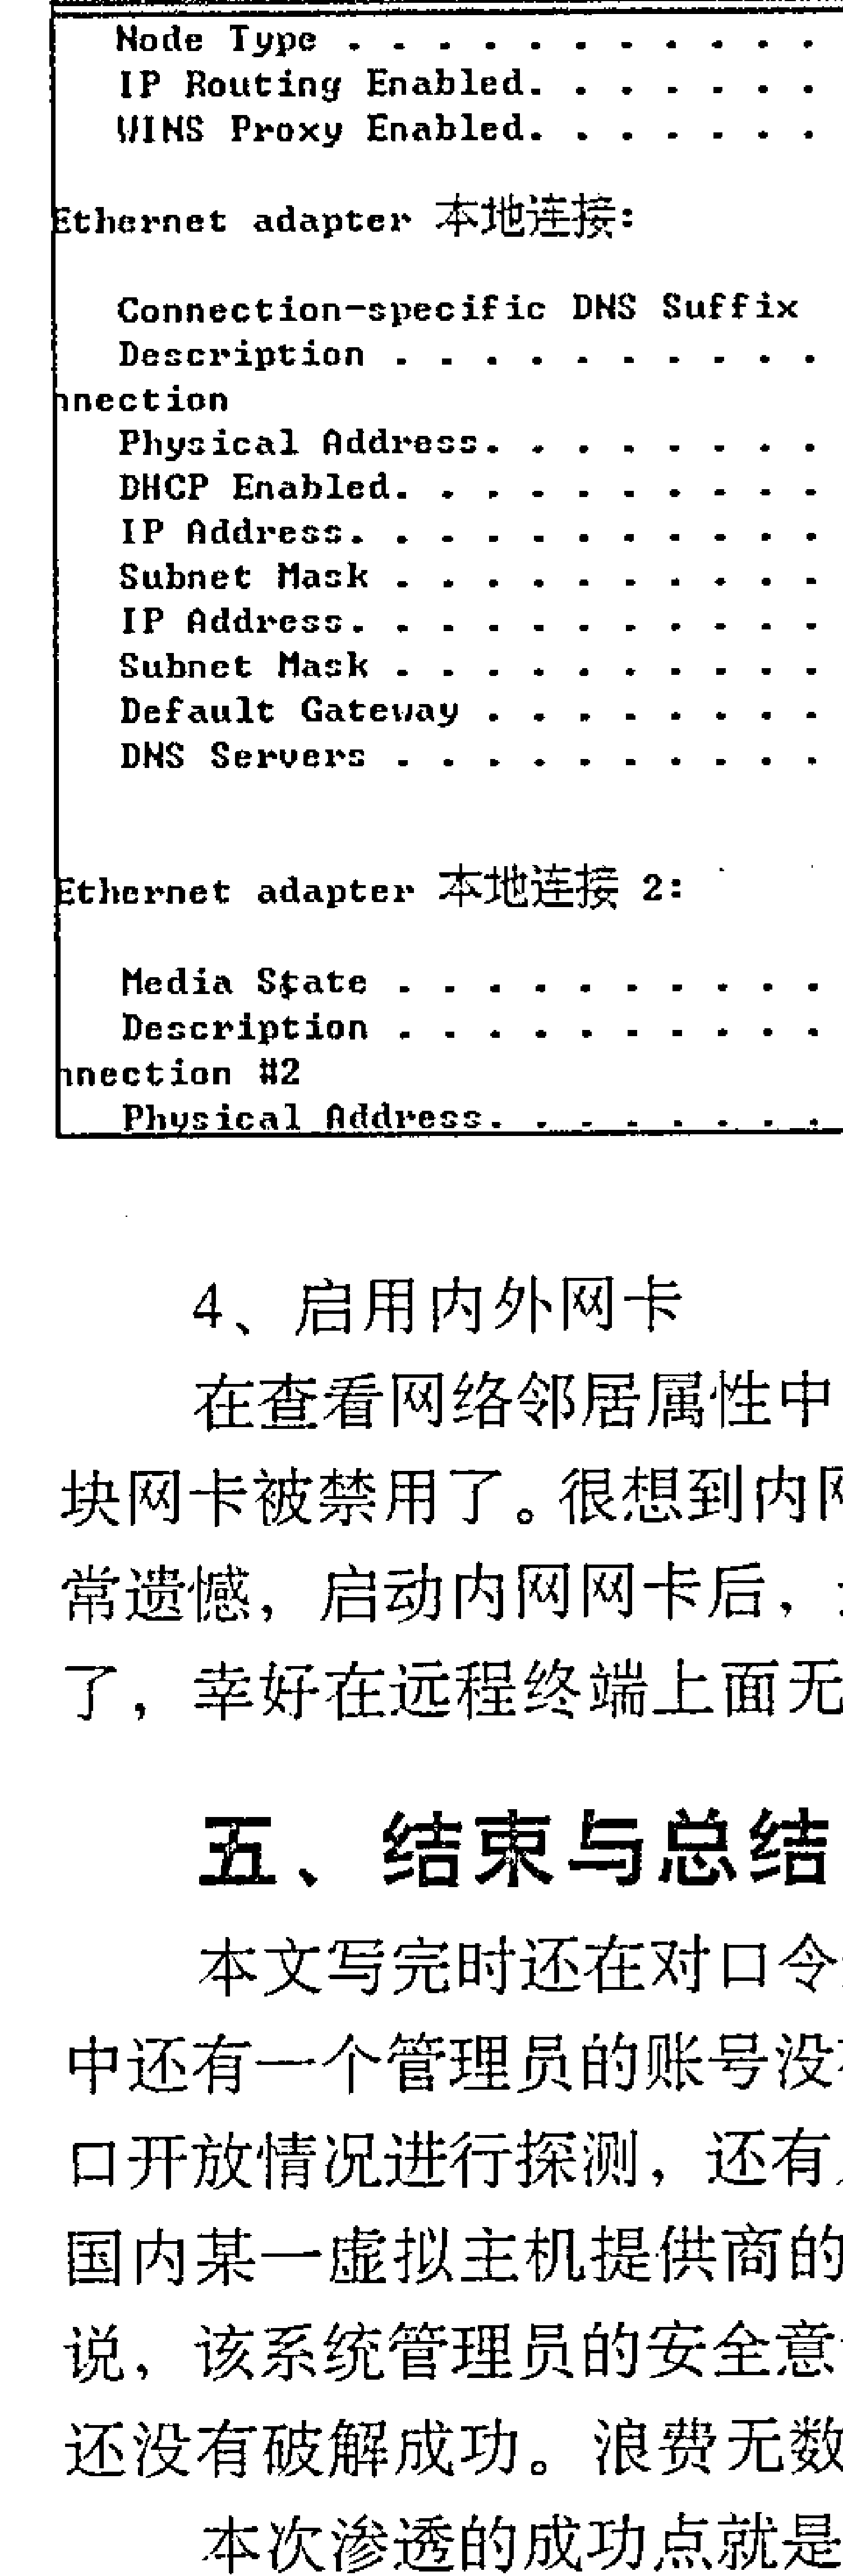 Node Type . . . . . . . . . . .
IP Routing Enabled. . . . . . .
WINS Proxy Enabled. . . . . . .
Ethernet adapter 本地连接:
Connection-specific DNS Suffix
Description . . . . . . . . . .
nnection
Physical Address. . . . . . . .
DHCP Enabled. . . . . . . . . .
IP Address. . . . . . . . . . .
Subnet Mask . . . . . . . . . .
IP Address. . . . . . . . . . .
Subnet Mask . . . . . . . . . .
Default Gateway . . . . . . . .
DNS Servers . . . . . . . . . .
Ethernet adapter 本地连接 2:
Media State . . . . . . . . . .
Description . . . . . . . . . .
nnection #2
Physical Address. . . . . . . .
4、启用内外网卡
在查看网络邻居属性中
块网卡被禁用了。很想到内网
常遗憾，启动内网网卡后，
了，幸好在远程终端上面无
五、结束与总结
本文写完时还在对口令
中还有一个管理员的账号没
口开放情况进行探测，还有
国内某一虚拟主机提供商的
说，该系统管理员的安全意
还没有破解成功。浪费无数
本次渗透的成功点就是